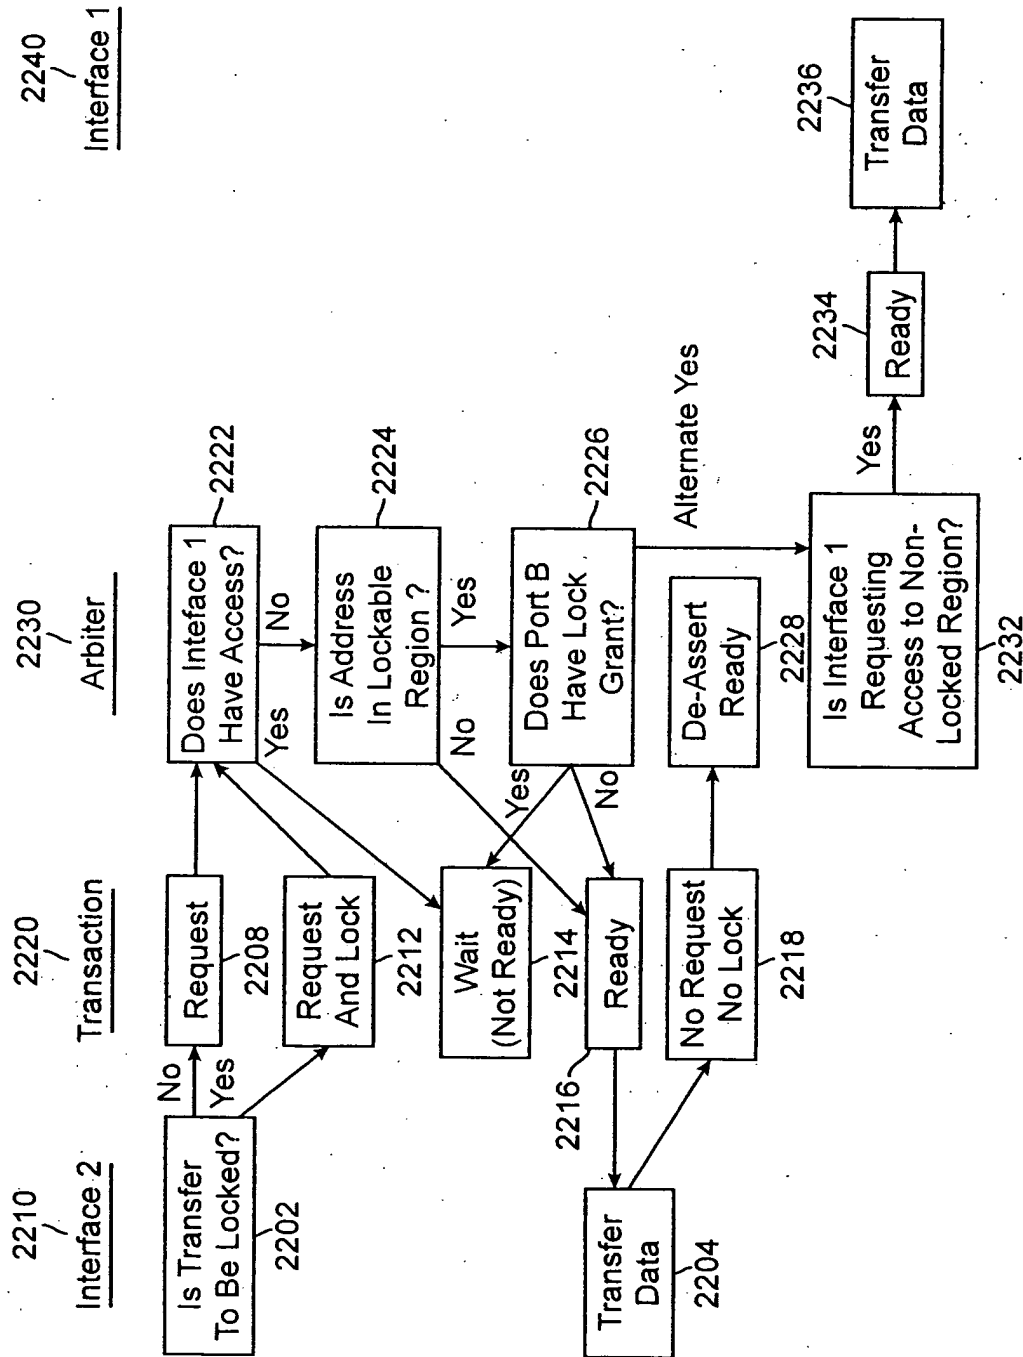 2210
Interface 2
2220
Transaction
2230
Arbiter
2240
Interface 1
Is Transfer
To Be Locked?
2202
No
Yes
Request
2208
Request
And Lock
2212
Does Inteface 1
Have Access?
2222
Yes
No
Is Address
In Lockable
Region ?
2224
No
Yes
Wait
(Not Ready)
2214
Does Port B
Have Lock
Grant?
2226
Yes
No
Alternate Yes
Ready
2216
Transfer
Data
2204
No Request
No Lock
2218
De-Assert
Ready
2228
Is Interface 1
Requesting
Access to Non-
Locked Region?
2232
Yes
Ready
2234
Transfer
Data
2236